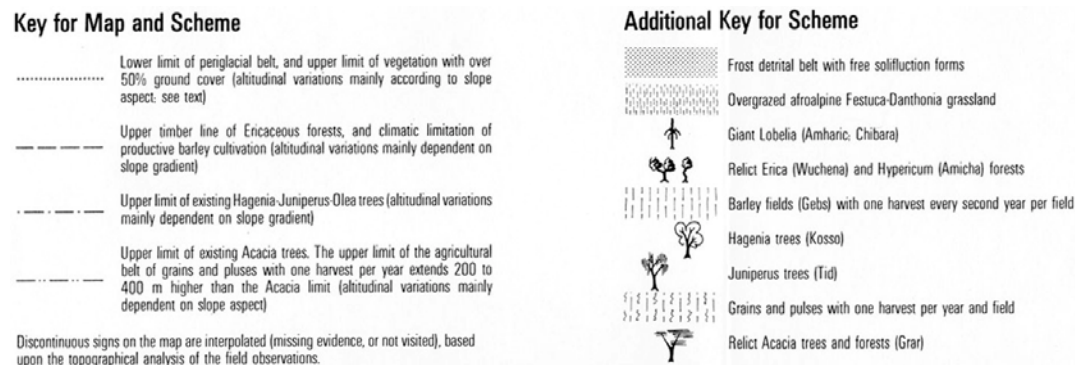 Key for Map and Scheme
Lower limit of periglacial belt, and upper limit of vegetation with over
50% ground cover (altitudinal variations mainly according to slope
aspect: see text)
Upper timber line of Ericaceous forests, and climatic limitation of
productive barley cultivation (altitudinal variations mainly dependent on
slope gradient)
Upper limit of existing Hagenia-Juniperus-Olea trees (altitudinal variations
mainly dependent on slope gradient)
Upper limit of existing Acacia trees. The upper limit of the agricultural
belt of grains and pluses with one harvest per year extends 200 to
400 m higher than the Acacia limit (altitudinal variations mainly
dependent on slope aspect)
Discontinuous signs on the map are interpolated (missing evidence, or not visited), based
upon the topographical analysis of the field observations.
Additional Key for Scheme
Frost detrital belt with free solifluction forms
Overgrazed afroalpine Festuca-Danthonia grassland
Giant Lobelia (Amharic: Chibara)
Relict Erica (Wuchena) and Hypericum (Amicha) forests
Barley fields (Gebs) with one harvest every second year per field
Hagenia trees (Kosso)
Juniperus trees (Tid)
Grains and pulses with one harvest per year and field
Relict Acacia trees and forests (Grar)